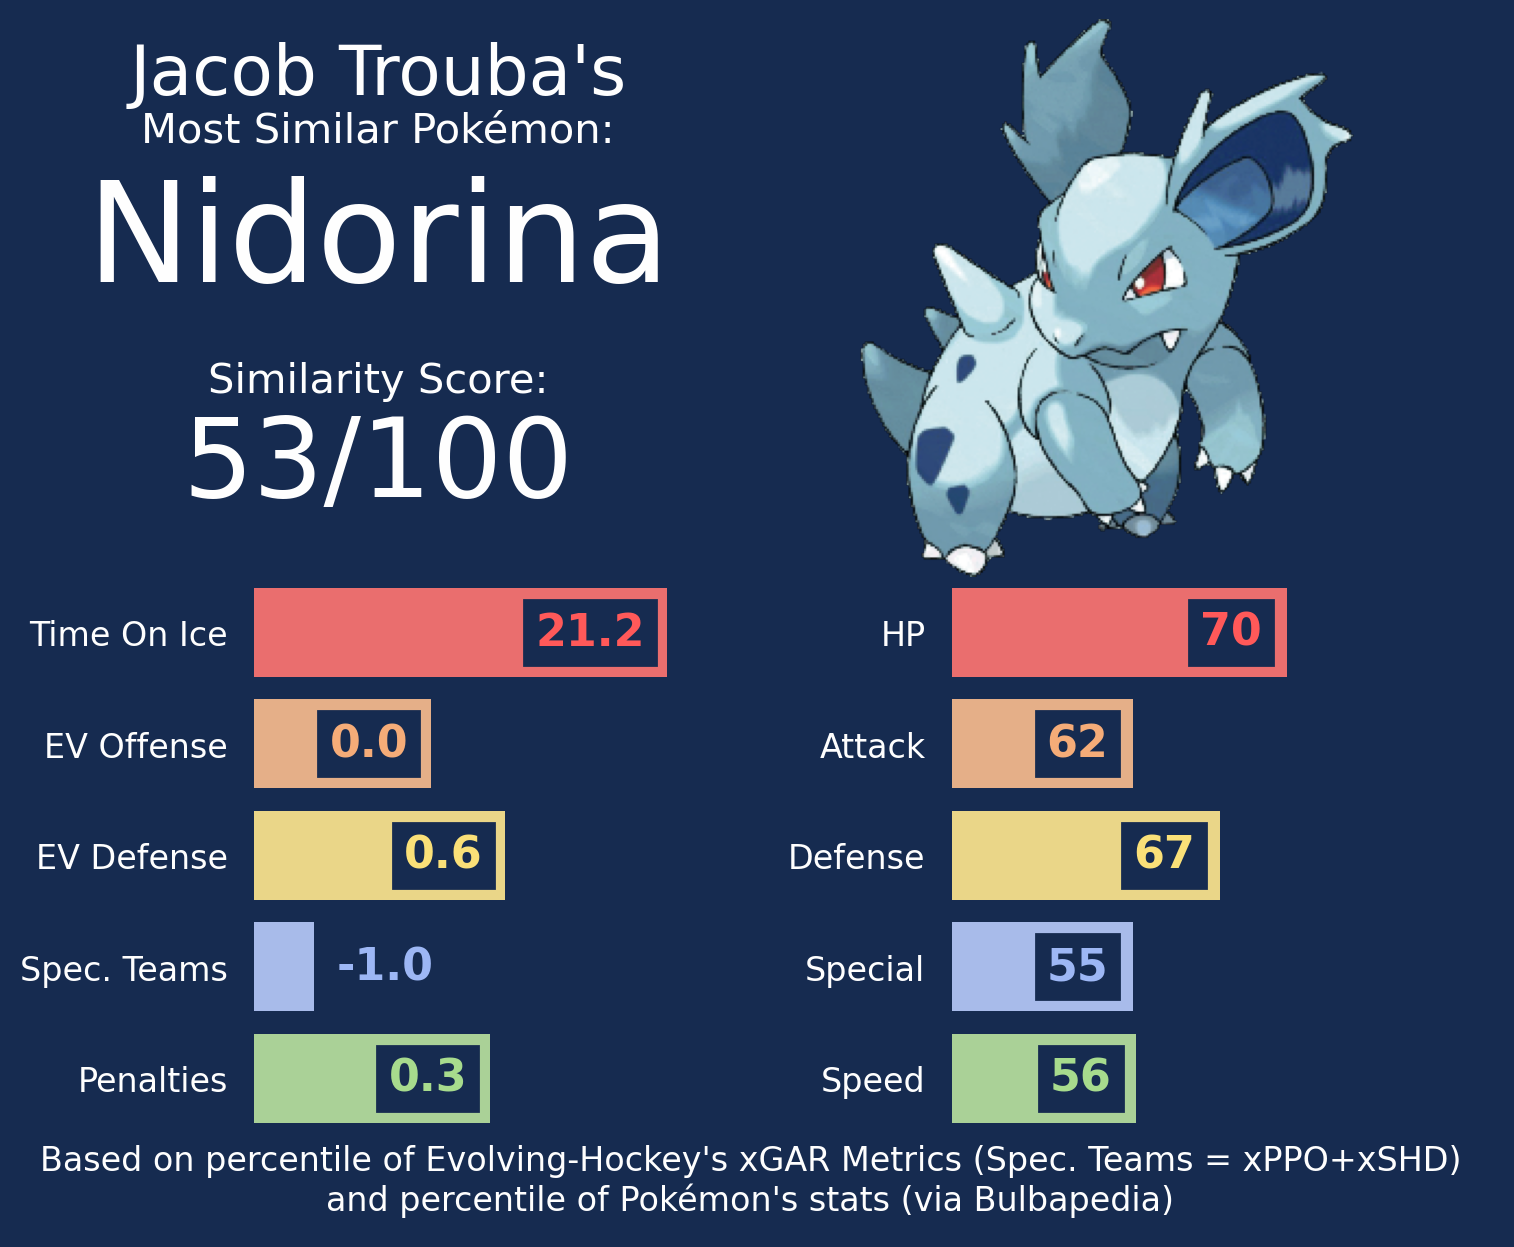 Jacob Trouba's
Most Similar Pokémon:
Nidorina
Similarity Score:
53/100
Time On Ice 21.2
EV Offense 0.0
EV Defense 0.6
Spec. Teams -1.0
Penalties 0.3
HP 70
Attack 62
Defense 67
Special 55
Speed 56
Based on percentile of Evolving-Hockey's xGAR Metrics (Spec. Teams = xPPO+xSHD)
and percentile of Pokémon's stats (via Bulbapedia)